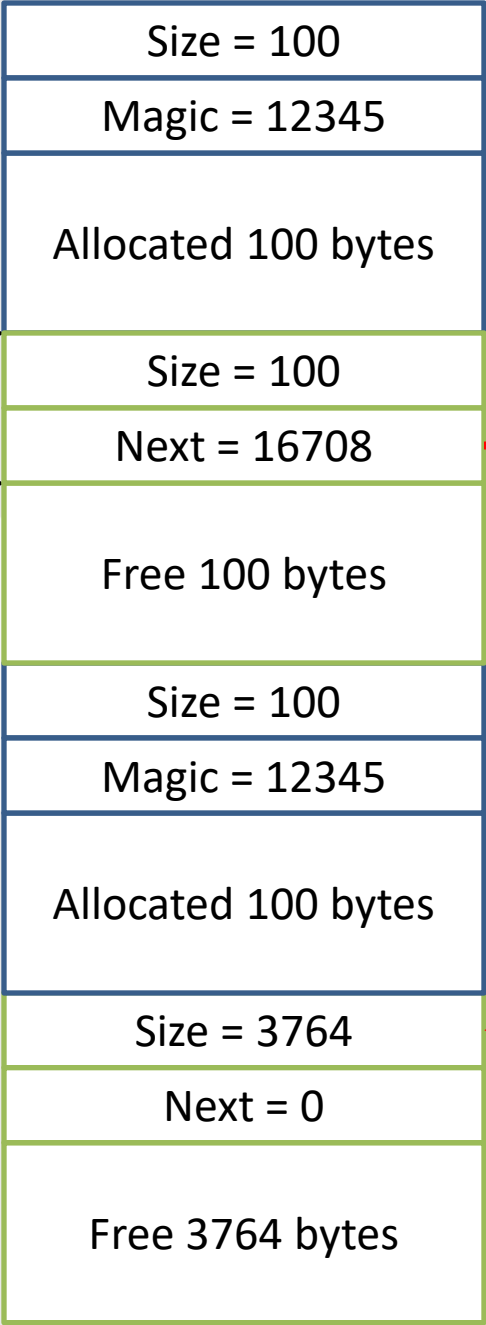 Size = 100
Magic = 12345
Allocated 100 bytes
Size = 100
Next = 16708
Free 100 bytes
Size = 100
Magic = 12345
Allocated 100 bytes
Size = 3764
Next = 0
Free 3764 bytes